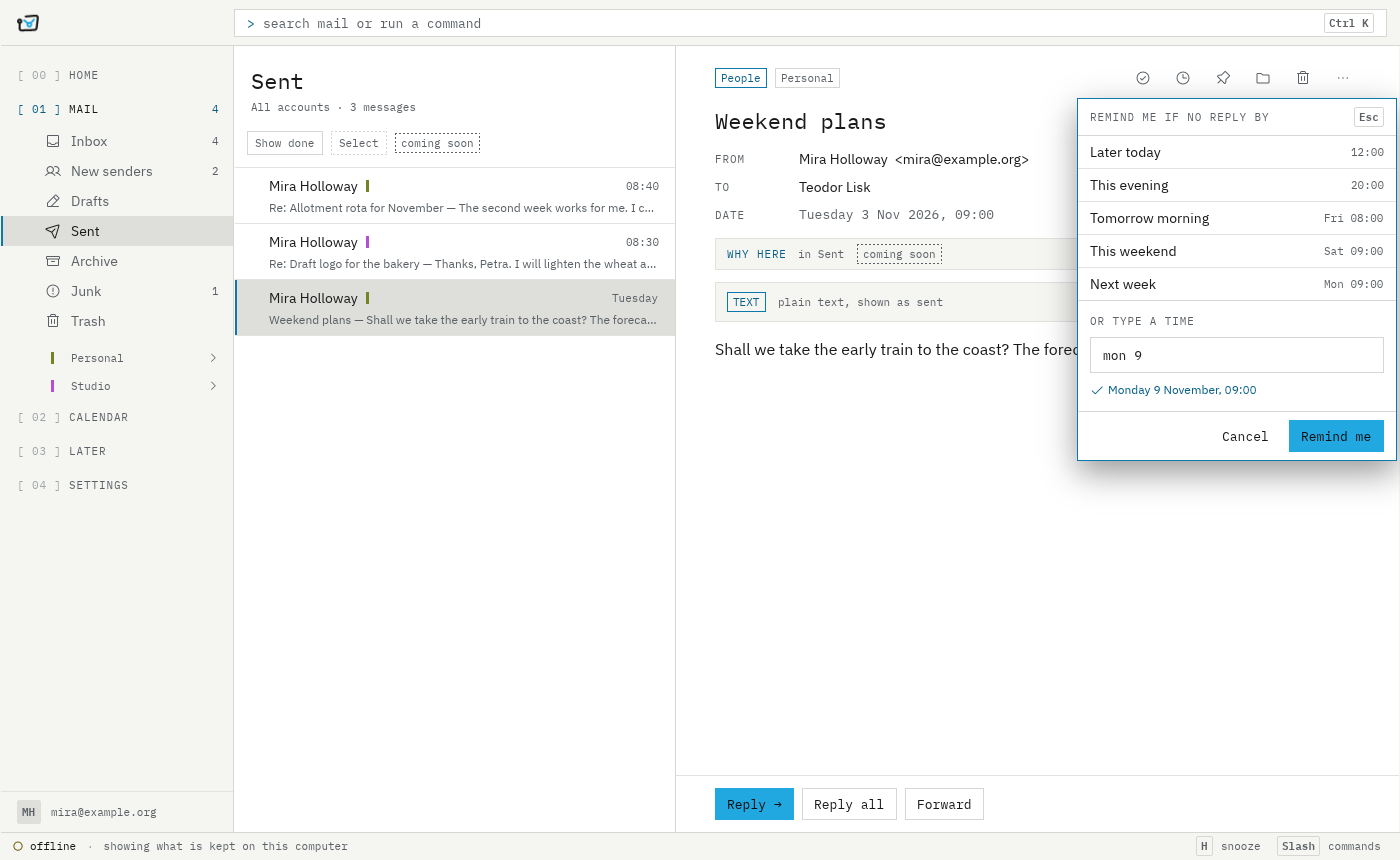 > search mail or run a command
Ctrl K
[ 00 ] HOME
[ 01 ] MAIL 4
Inbox 4
New senders 2
Drafts
Sent
Archive
Junk 1
Trash
Personal
Studio
[ 02 ] CALENDAR
[ 03 ] LATER
[ 04 ] SETTINGS
MH mira@example.org
Sent
All accounts · 3 messages
Show done Select coming soon
Mira Holloway 08:40
Re: Allotment rota for November — The second week works for me. I c…
Mira Holloway 08:30
Re: Draft logo for the bakery — Thanks, Petra. I will lighten the wheat a…
Mira Holloway Tuesday
Weekend plans — Shall we take the early train to the coast? The foreca…
People Personal
Weekend plans
FROM Mira Holloway <mira@example.org>
TO Teodor Lisk
DATE Tuesday 3 Nov 2026, 09:00
WHY HERE in Sent coming soon
TEXT plain text, shown as sent
Shall we take the early train to the coast? The forec
REMIND ME IF NO REPLY BY Esc
Later today 12:00
This evening 20:00
Tomorrow morning Fri 08:00
This weekend Sat 09:00
Next week Mon 09:00
OR TYPE A TIME
mon 9
Monday 9 November, 09:00
Cancel Remind me
Reply → Reply all Forward
offline · showing what is kept on this computer
H snooze Slash commands